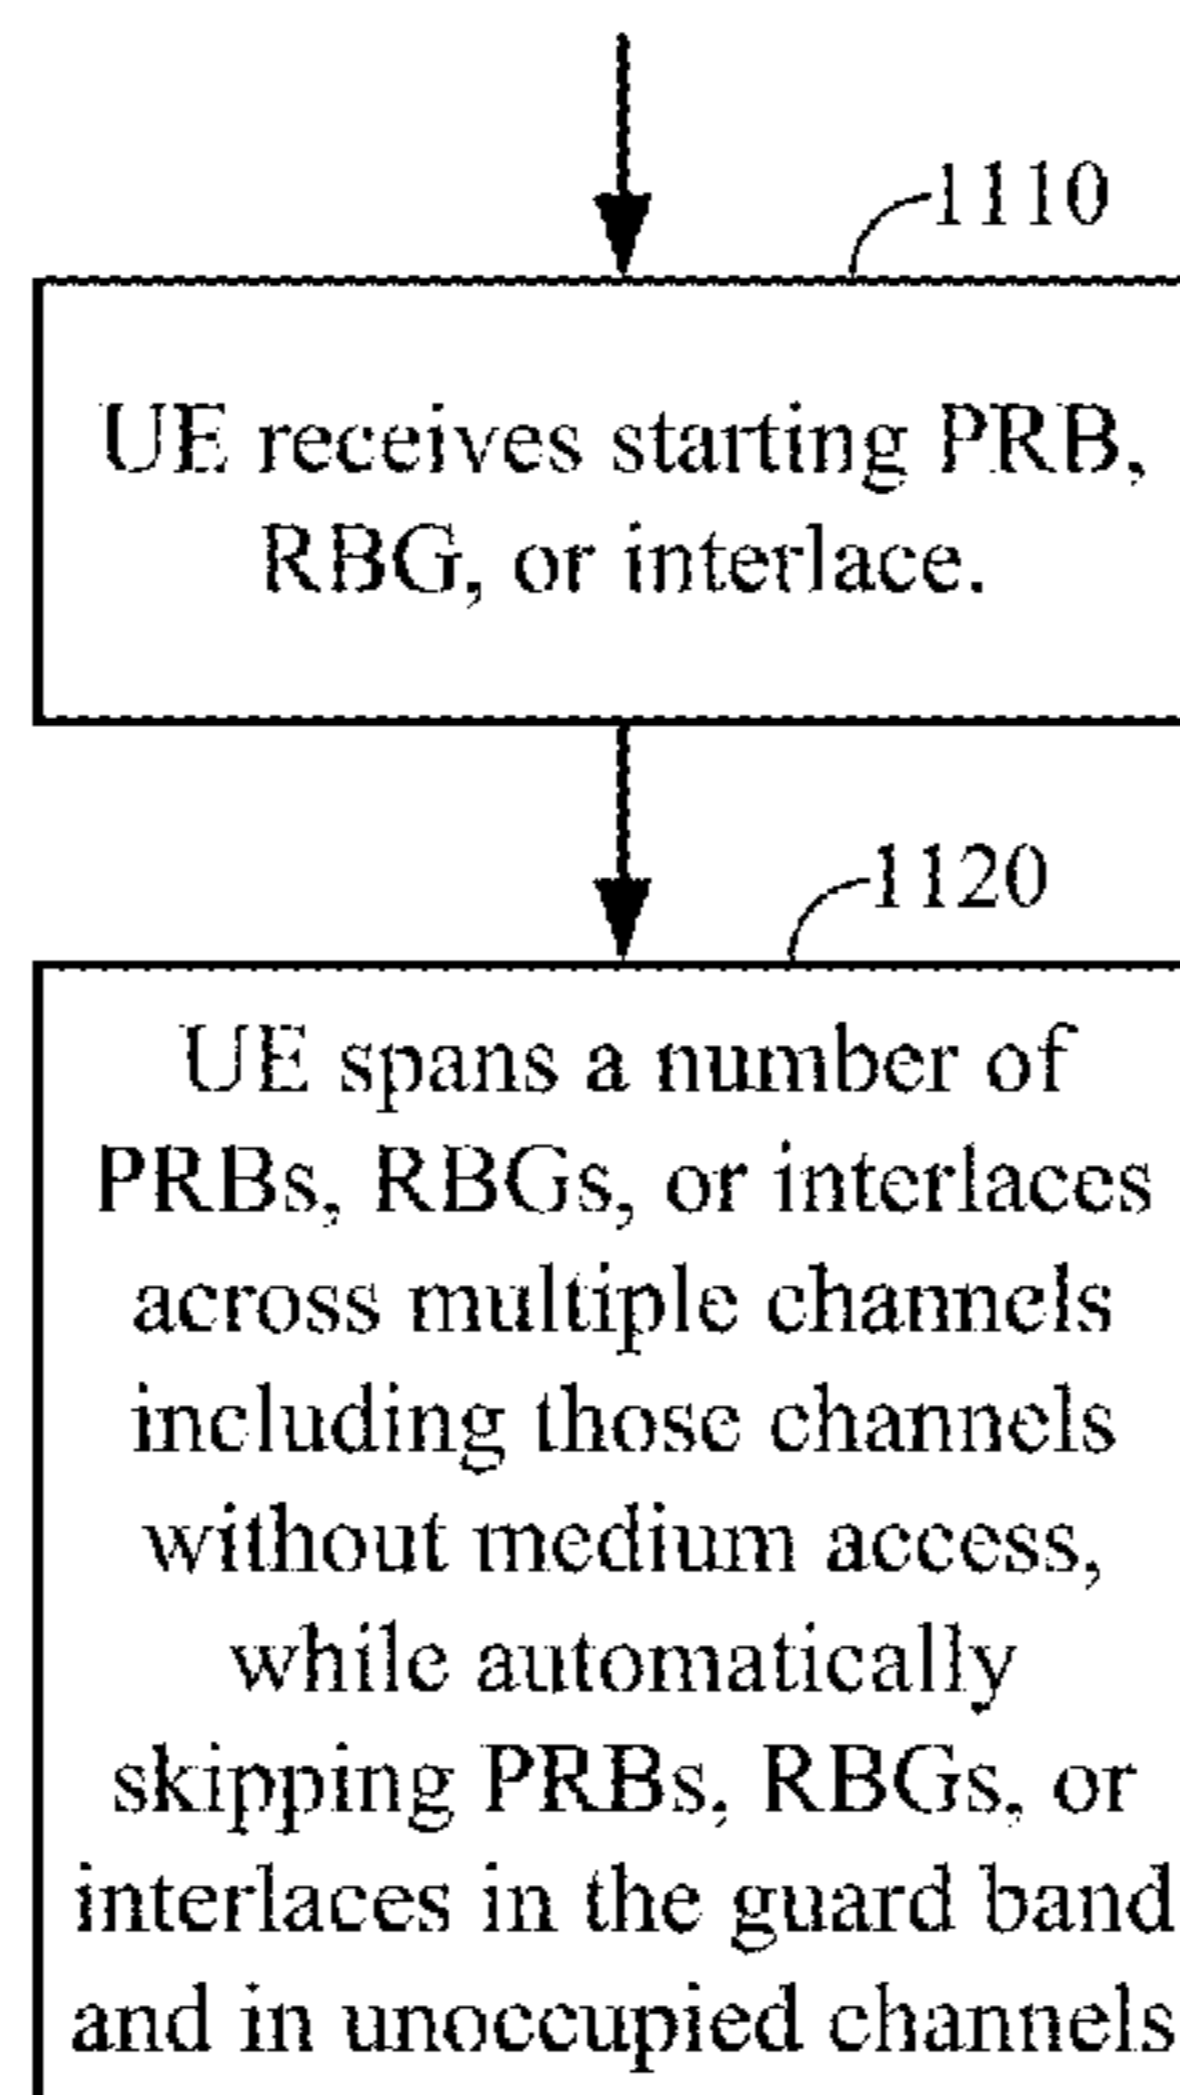 1110
UE receives starting PRB,
RBG, or interlace.
1120
UE spans a number of
PRBs, RBGs, or interlaces
across multiple channels
including those channels
without medium access,
while automatically
skipping PRBs, RBGs, or
interlaces in the guard band
and in unoccupied channels